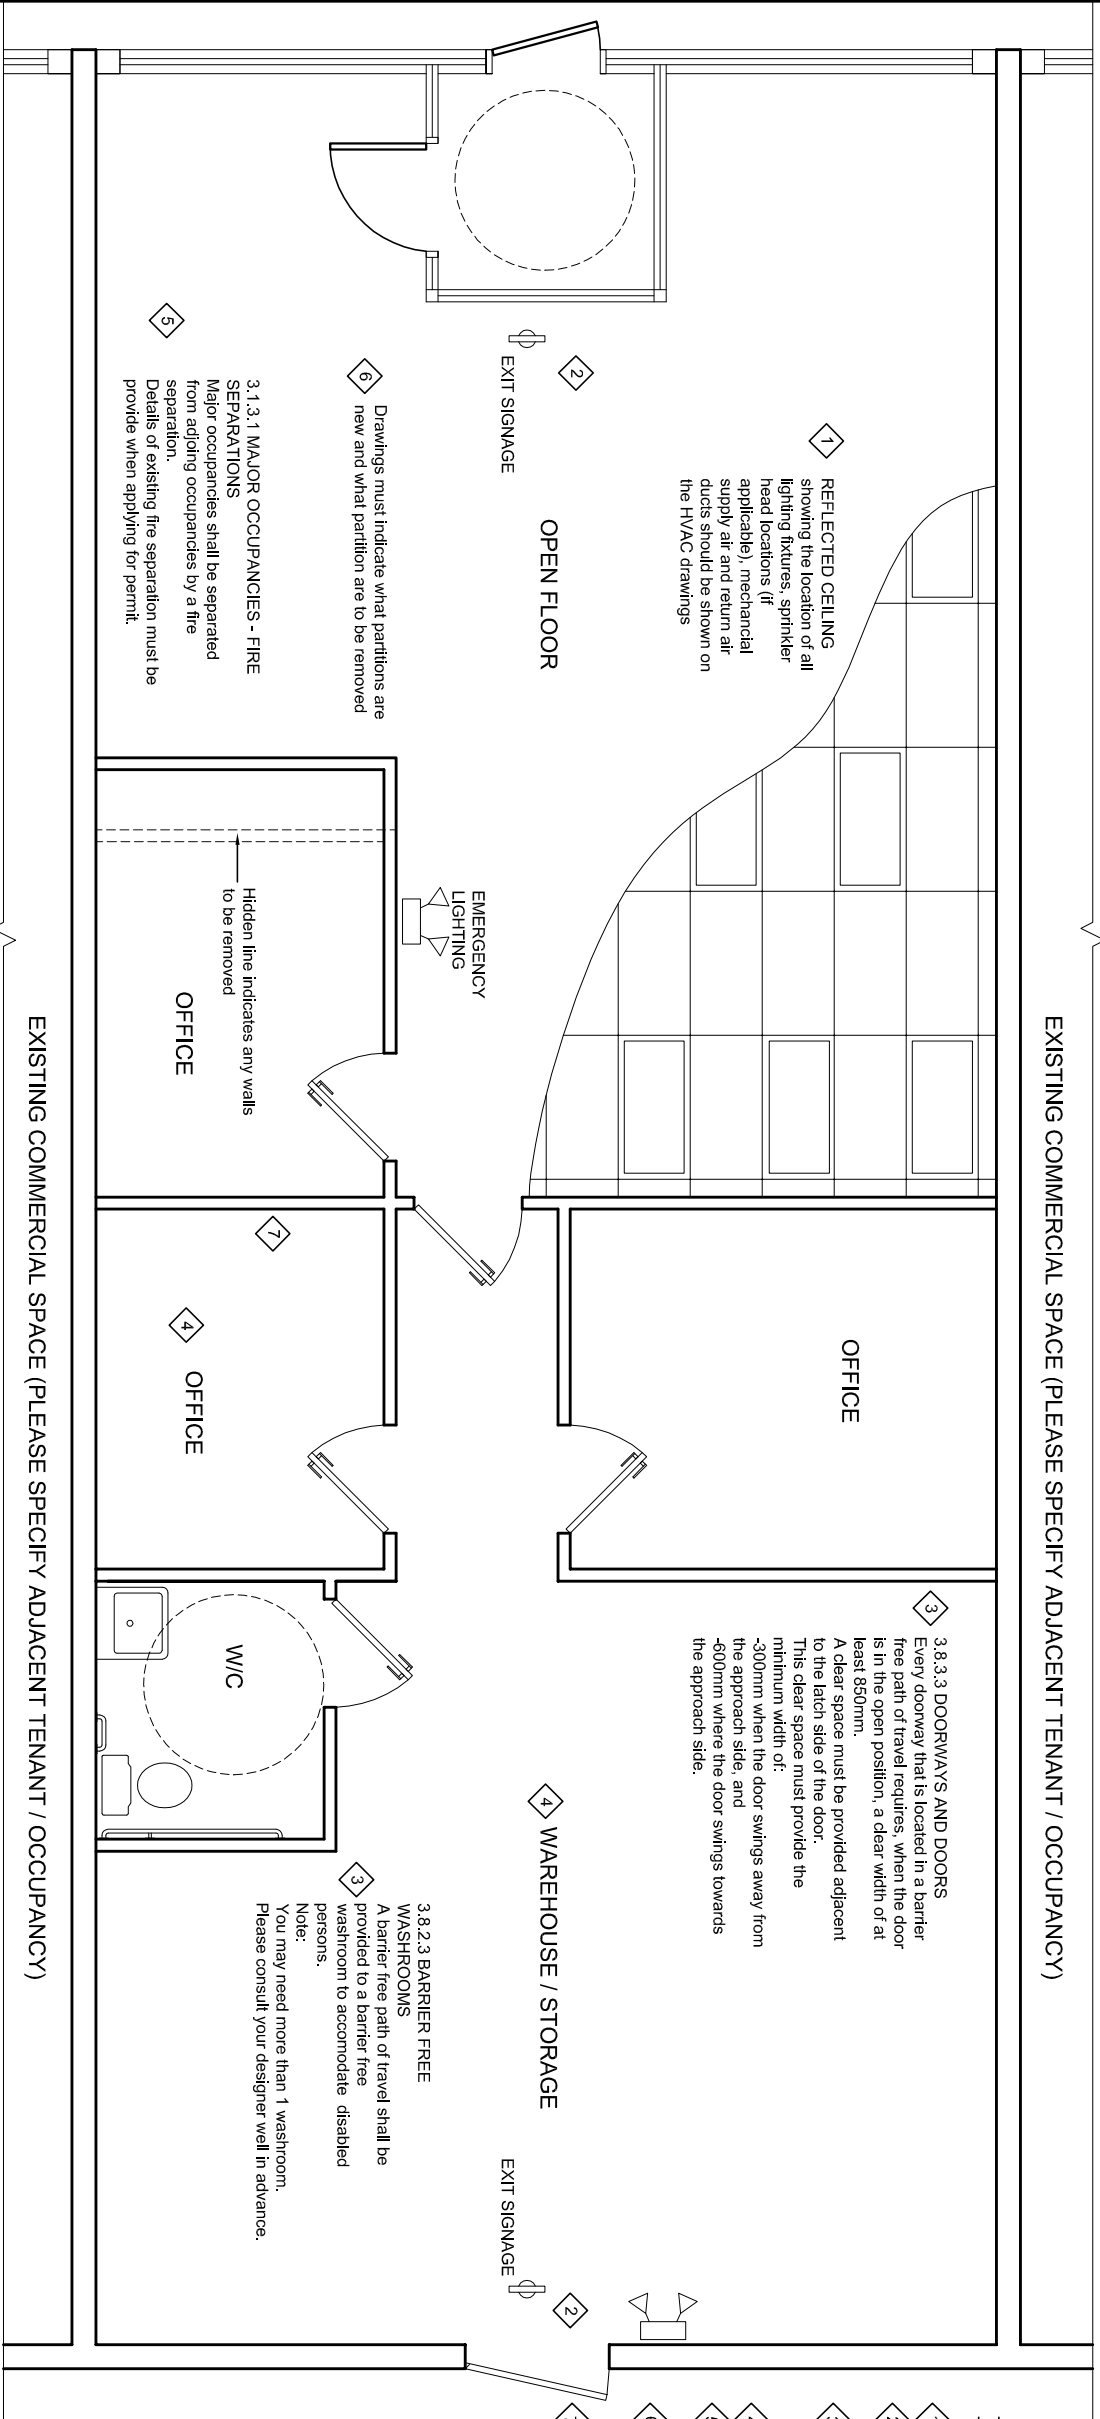 EXISTING COMMERCIAL SPACE (PLEASE SPECIFY ADJACENT TENANT / OCCUPANCY)
1
REFLECTED CEILING
showing the location of all
lighting fixtures, sprinkler
head locations (if
applicable), mechancial
supply air and return air
ducts should be shown on
the HVAC drawings
OFFICE
3
3.8.3.3 DOORWAYS AND DOORS
Every doorway that is located in a barrier
free path of travel requires, when the door
is in the open position, a clear width of at
least 850mm.
A clear space must be provided adjacent
to the latch side of the door.
This clear space must provide the
minimum width of:
-300mm when the door swings away from
the approach side, and
-600mm where the door swings towards
the approach side.
2
EXIT SIGNAGE
OPEN FLOOR
4
WAREHOUSE / STORAGE
2
EXIT SIGNAGE
EMERGENCY
LIGHTING
6
Drawings must indicate what partitions are
new and what partition are to be removed
5
3.1.3.1 MAJOR OCCUPANCIES - FIRE
SEPARATIONS
Major occupancies shall be separated
from adjoing occupancies by a fire
separation.
Details of existing fire separation must be
provide when applying for permit.
Hidden line indicates any walls
to be removed
OFFICE
7
4
OFFICE
W/C
3
3.8.2.3 BARRIER FREE
WASHROOMS
A barrier free path of travel shall be
provided to a barrier free
washroom to accomodate disabled
persons.
Note:
You may need more than 1 washroom.
Please consult your designer well in advance.
EXISTING COMMERCIAL SPACE (PLEASE SPECIFY ADJACENT TENANT / OCCUPANCY)